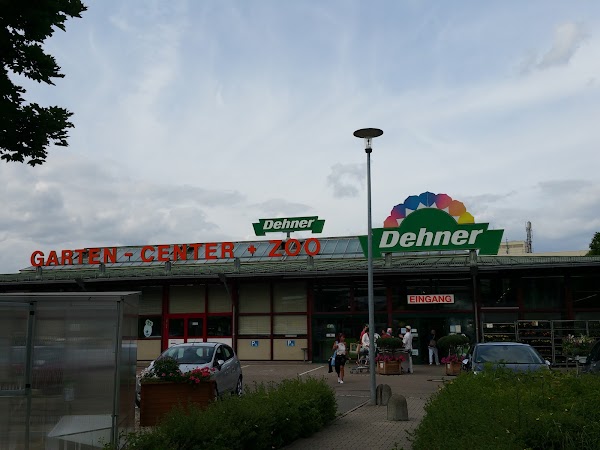 Dehner
GARTEN - CENTER + ZOO
Dehner
EINGANG